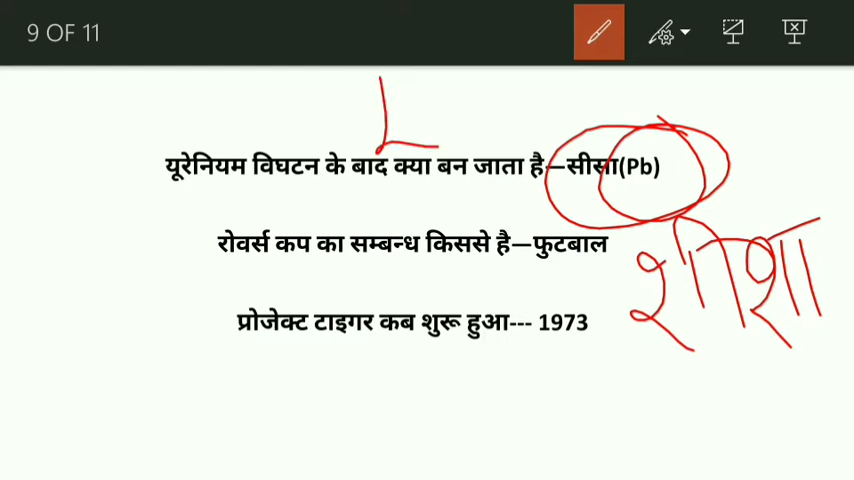 9 OF 11
L
यूरेनियम विघटन के बाद क्या बन जाता है—सीसा(Pb)
रोवर्स कप का सम्बन्ध किससे है—फुटबाल
शीशा
प्रोजेक्ट टाइगर कब शुरू हुआ--- 1973